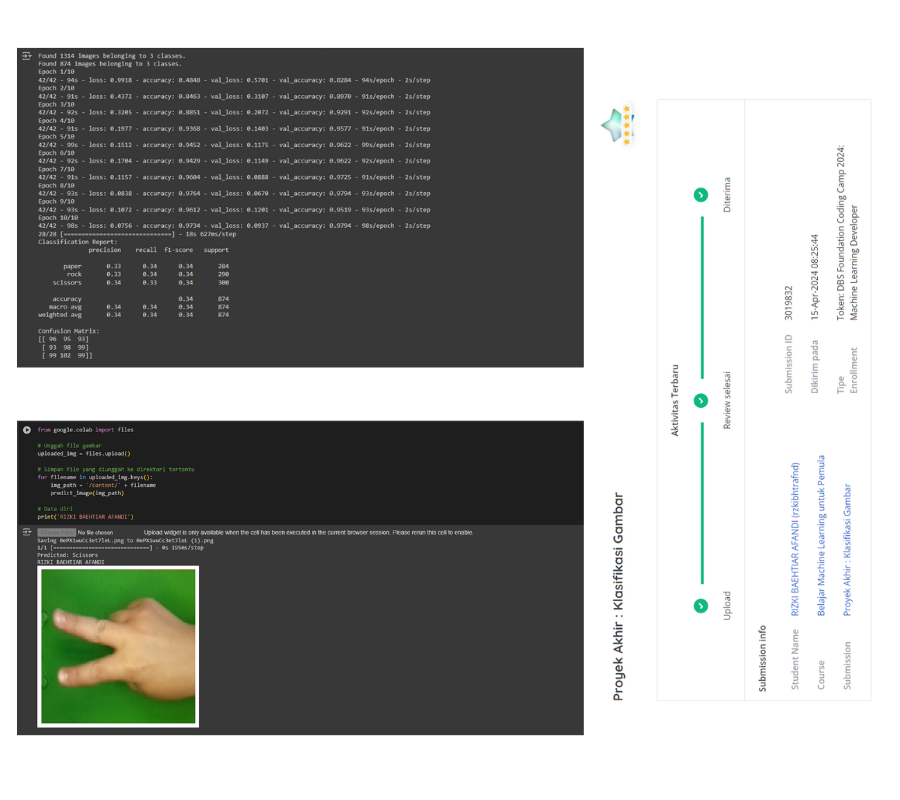 Found 1314 images belonging to 3 classes.
Found 874 images belonging to 3 classes.
Epoch 1/10
42/42 - 94s - loss: 0.9918 - accuracy: 0.4848 - val_loss: 0.5701 - val_accuracy: 0.8204 - 94s/epoch - 2s/step
Epoch 2/10
42/42 - 91s - loss: 0.4372 - accuracy: 0.8463 - val_loss: 0.3107 - val_accuracy: 0.8970 - 91s/epoch - 2s/step
Epoch 3/10
42/42 - 92s - loss: 0.3205 - accuracy: 0.8851 - val_loss: 0.2072 - val_accuracy: 0.9291 - 92s/epoch - 2s/step
Epoch 4/10
42/42 - 91s - loss: 0.1977 - accuracy: 0.9368 - val_loss: 0.1403 - val_accuracy: 0.9577 - 91s/epoch - 2s/step
Epoch 5/10
42/42 - 99s - loss: 0.1512 - accuracy: 0.9452 - val_loss: 0.1175 - val_accuracy: 0.9622 - 99s/epoch - 2s/step
Epoch 6/10
42/42 - 92s - loss: 0.1704 - accuracy: 0.9429 - val_loss: 0.1149 - val_accuracy: 0.9622 - 92s/epoch - 2s/step
Epoch 7/10
42/42 - 91s - loss: 0.1157 - accuracy: 0.9604 - val_loss: 0.0888 - val_accuracy: 0.9725 - 91s/epoch - 2s/step
Epoch 8/10
42/42 - 93s - loss: 0.0838 - accuracy: 0.9764 - val_loss: 0.0670 - val_accuracy: 0.9794 - 93s/epoch - 2s/step
Epoch 9/10
42/42 - 93s - loss: 0.1072 - accuracy: 0.9612 - val_loss: 0.1201 - val_accuracy: 0.9519 - 93s/epoch - 2s/step
Epoch 10/10
42/42 - 98s - loss: 0.0756 - accuracy: 0.9734 - val_loss: 0.0937 - val_accuracy: 0.9794 - 98s/epoch - 2s/step
28/28 [==============================] - 18s 627ms/step
Classification Report:
precision recall f1-score support
paper 0.33 0.34 0.34 284
rock 0.33 0.34 0.34 290
scissors 0.34 0.33 0.34 300
accuracy 0.34 874
macro avg 0.34 0.34 0.34 874
weighted avg 0.34 0.34 0.34 874
Confusion Matrix:
[[ 96 95 93]
[ 93 98 99]
[ 99 102 99]]
from google.colab import files
# Unggah file gambar
uploaded_img = files.upload()
# Simpan file yang diunggah ke direktori tertentu
for filename in uploaded_img.keys():
img_path = '/content/' + filename
predict_image(img_path)
# Data diri
print('RIZKI BAEHTIAR AFANDI')
No file chosen Upload widget is only available when the cell has been executed in the current browser session. Please rerun this cell to enable.
Saving 0ePX1wuCc3et7leL.png to 0ePX1wuCc3et7leL (1).png
1/1 [==============================] - 0s 195ms/step
Predicted: Scissors
RIZKI BAEHTIAR AFANDI
Proyek Akhir : Klasifikasi Gambar
Aktivitas Terbaru
Upload
Review selesai
Diterima
Submission info
Student Name RIZKI BAEHTIAR AFANDI (rzkibhtrafnd)
Submission ID 3019832
Course Belajar Machine Learning untuk Pemula
Dikirim pada 15-Apr-2024 08:25:44
Submission Proyek Akhir : Klasifikasi Gambar
Tipe Enrollment Token: DBS Foundation Coding Camp 2024:
Machine Learning Developer